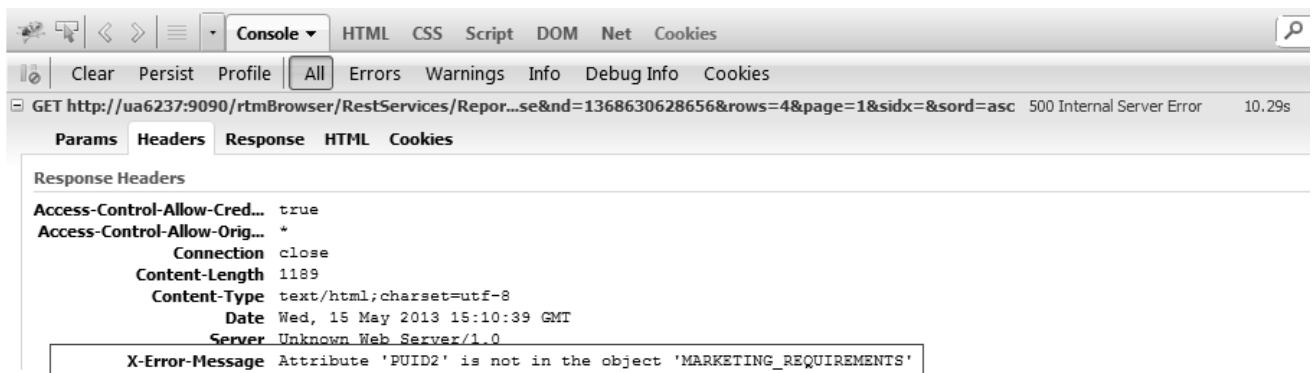 Console HTML CSS Script DOM Net Cookies
Clear Persist Profile All Errors Warnings Info Debug Info Cookies
GET http://ua6237:9090/rtmBrowser/RestServices/Repor...se&nd=1368630628656&rows=4&page=1&sidx=&sord=asc 500 Internal Server Error 10.29s
Params Headers Response HTML Cookies
Response Headers
Access-Control-Allow-Cred... true
Access-Control-Allow-Orig... *
Connection close
Content-Length 1189
Content-Type text/html;charset=utf-8
Date Wed, 15 May 2013 15:10:39 GMT
Server Unknown Web Server/1.0
X-Error-Message Attribute 'PUID2' is not in the object 'MARKETING_REQUIREMENTS'